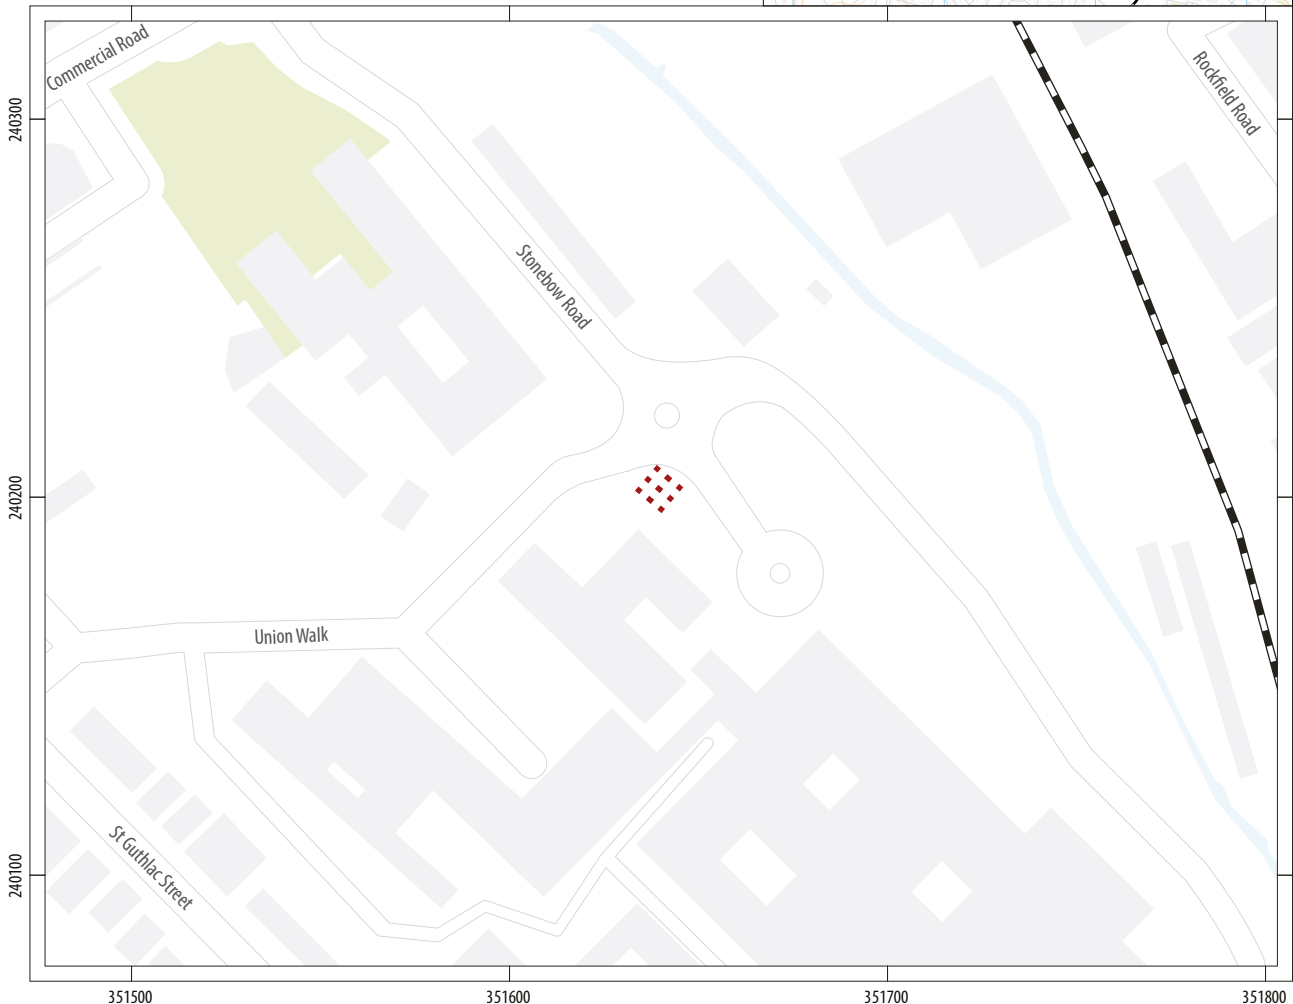 Commercial Road
Rockfield Road
240300
Stonebow Road
240200
Union Walk
St Guthlac Street
240100
351500
351600
351700
351800